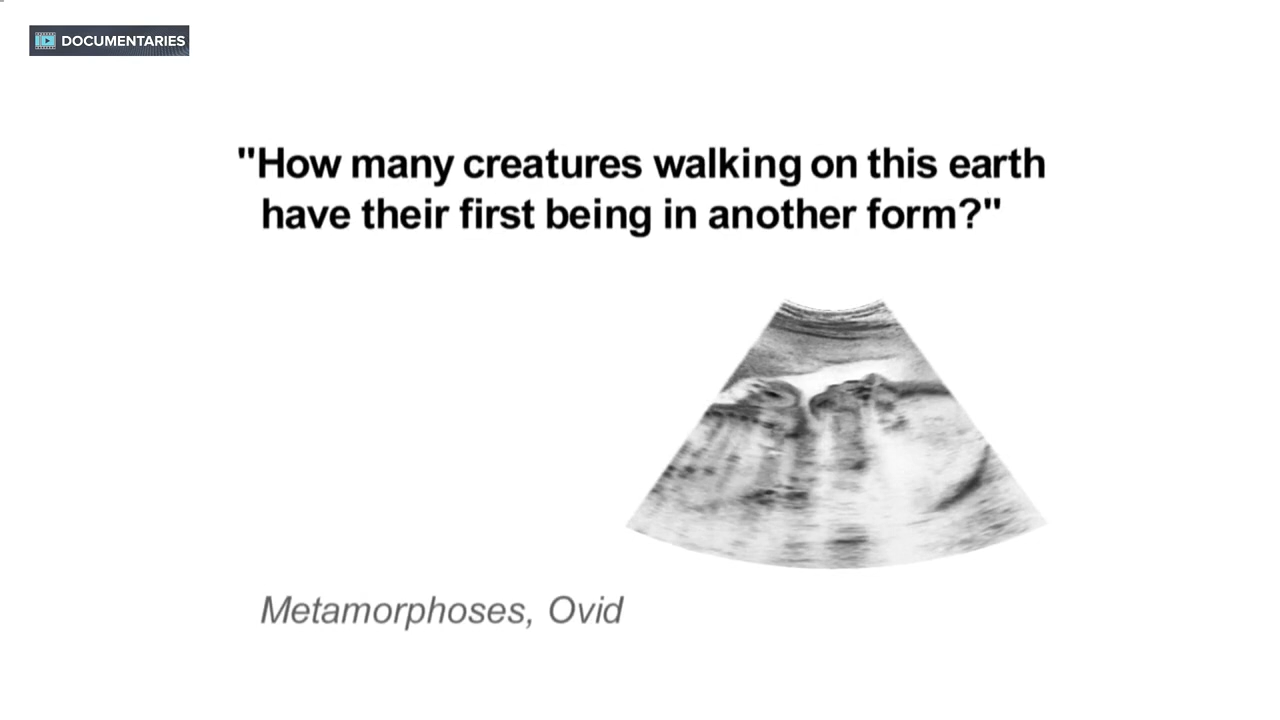 DOCUMENTARIES
"How many creatures walking on this earth
have their first being in another form?"
Metamorphoses, Ovid